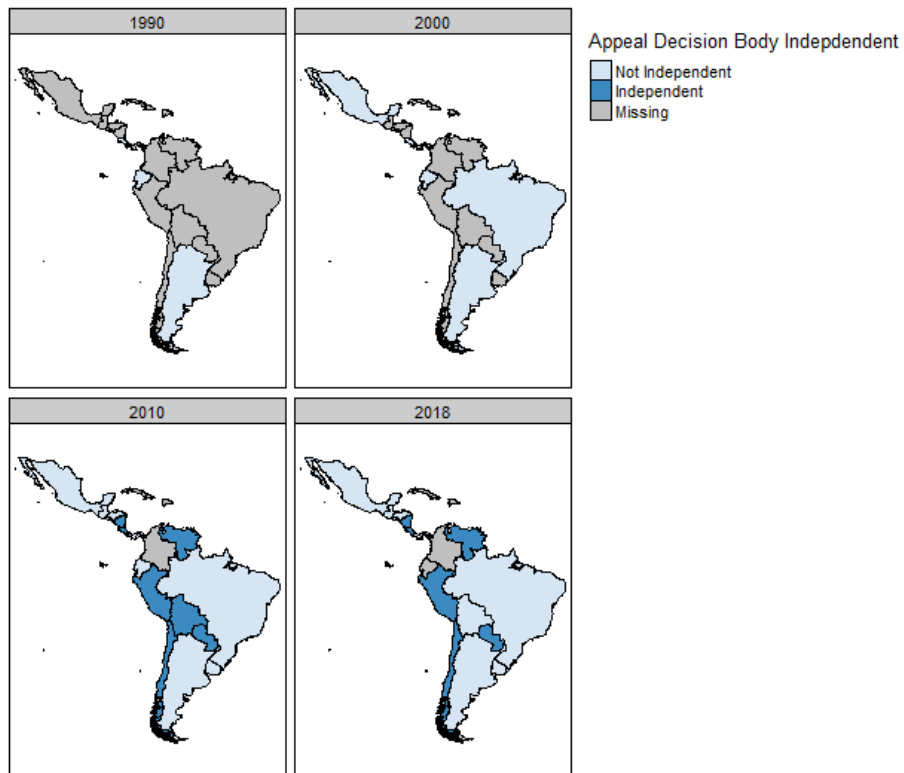 1990
2000
Appeal Decision Body Indepdendent
Not Independent
Independent
Missing
2010
2018